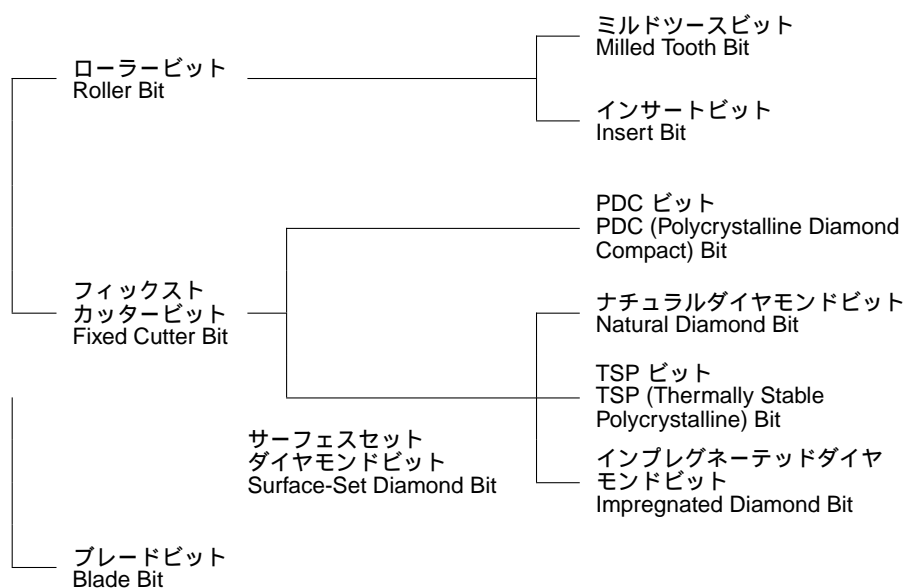 ミルドツースビット
Milled Tooth Bit
ローラービット
Roller Bit
インサートビット
Insert Bit
PDC ビット
PDC (Polycrystalline Diamond
Compact) Bit
フィックスト
カッタービット
Fixed Cutter Bit
ナチュラルダイヤモンドビット
Natural Diamond Bit
TSP ビット
TSP (Thermally Stable
Polycrystalline) Bit
サーフェスセット
ダイヤモンドビット
Surface-Set Diamond Bit
インプレグネーテッドダイヤ
モンドビット
Impregnated Diamond Bit
ブレードビット
Blade Bit